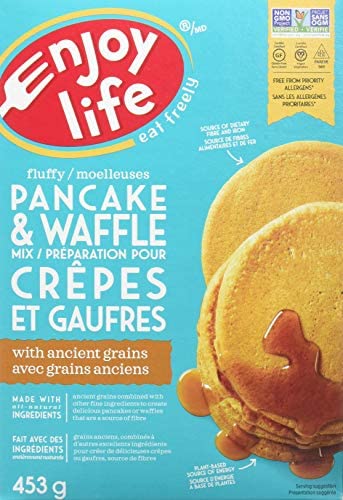 enjoy
life
®/MD
eat freely
NON
GMO
Project
VERIFIED
PROJET
SANS
OGM
VÉRIFIÉ
GF
PAREVE
FREE FROM PRIORITY
ALLERGENS*
SANS LES ALLERGÈNES
PRIORITAIRES*
SOURCE OF DIETARY
FIBRE AND IRON
SOURCE DE FIBRES
ALIMENTAIRES ET DE FER
fluffy / moelleuses
PANCAKE
& WAFFLE
MIX / PRÉPARATION POUR
CRÊPES
ET GAUFRES
with ancient grains
avec grains anciens
MADE WITH
all-natural
INGREDIENTS
ancient grains combined with
other fine ingredients to create
delicious pancakes or waffles
that are a source of fibre
FAIT AVEC DES
INGRÉDIENTS
entièrement naturels
grains anciens, combinés à
d'autres excellents ingrédients
pour créer de délicieuses crêpes
ou gaufres, source de fibres
PLANT-BASED
SOURCE OF ENERGY
SOURCE D'ÉNERGIE
À BASE DE PLANTES
453 g
Serving suggestion
Présentation suggérée